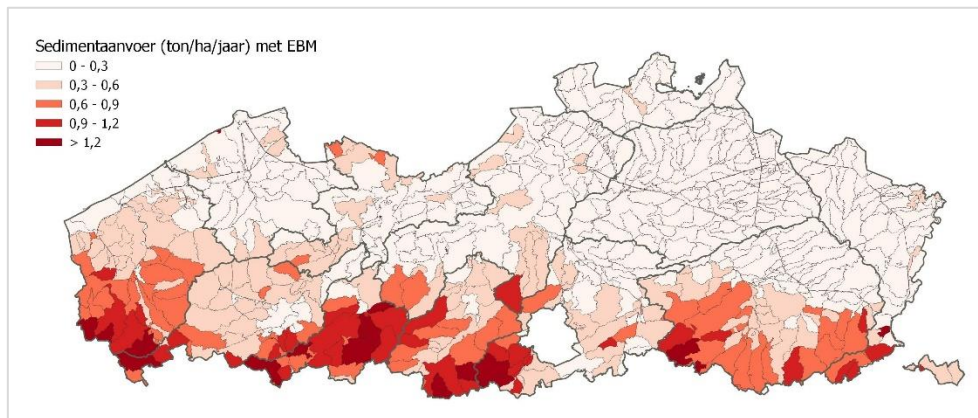 Sedimentaanvoer (ton/ha/jaar) met EBM
0 - 0,3
0,3 - 0,6
0,6 - 0,9
0,9 - 1,2
> 1,2